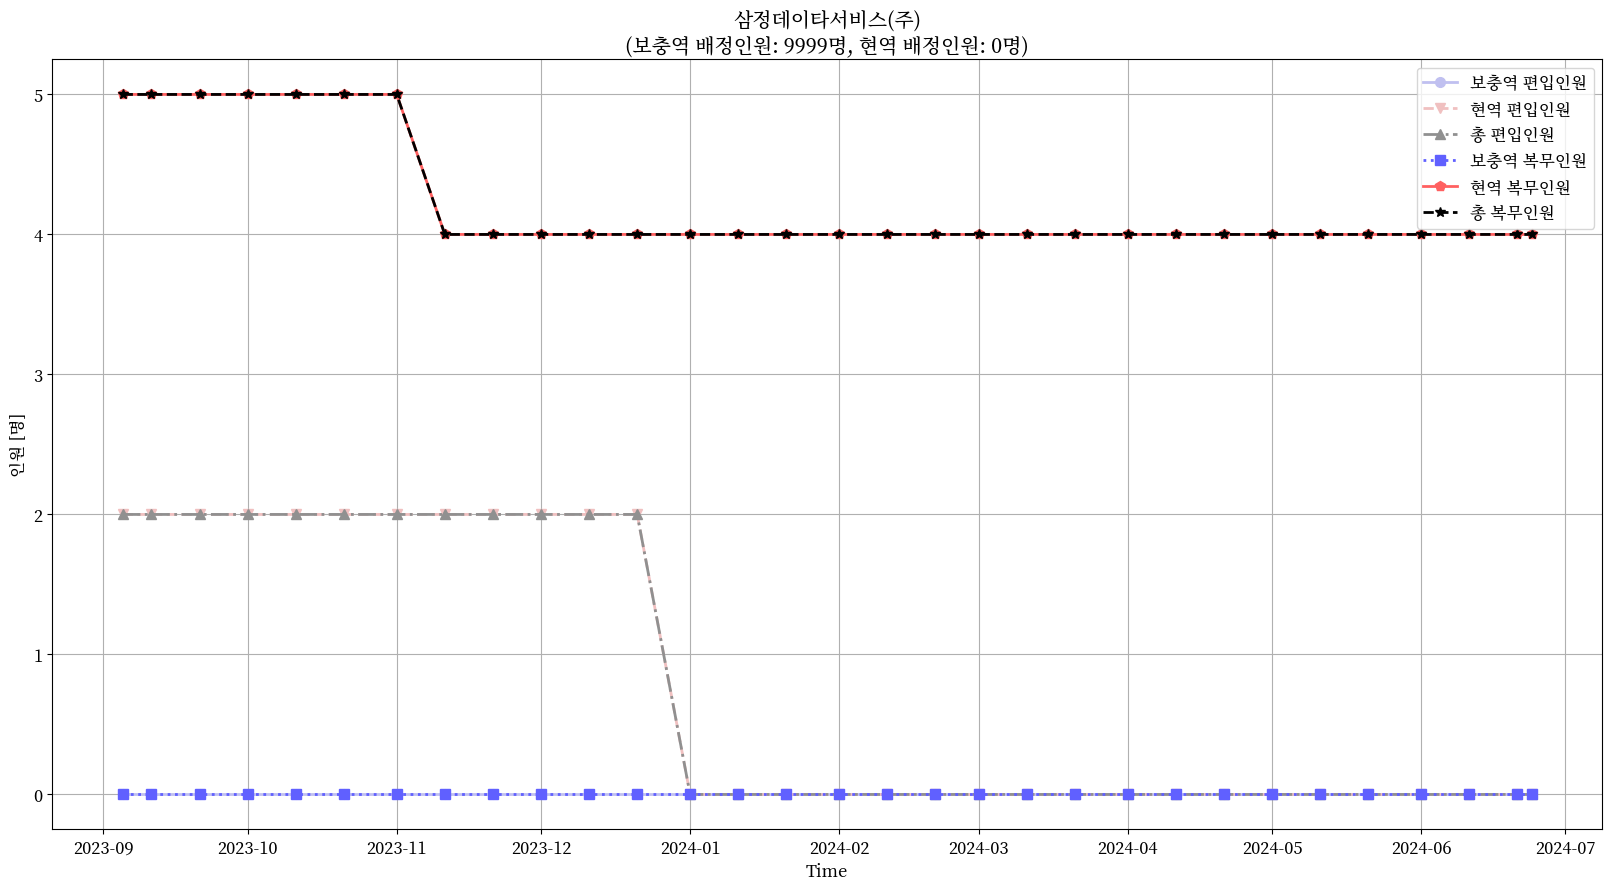 삼정데이타서비스(주)
(보충역 배정인원: 9999명, 현역 배정인원: 0명)
보충역 편입인원
현역 편입인원
총 편입인원
보충역 복무인원
현역 복무인원
총 복무인원
인원 [명]
5
4
3
2
1
0
2023-09
2023-10
2023-11
2023-12
2024-01
2024-02
2024-03
2024-04
2024-05
2024-06
2024-07
Time